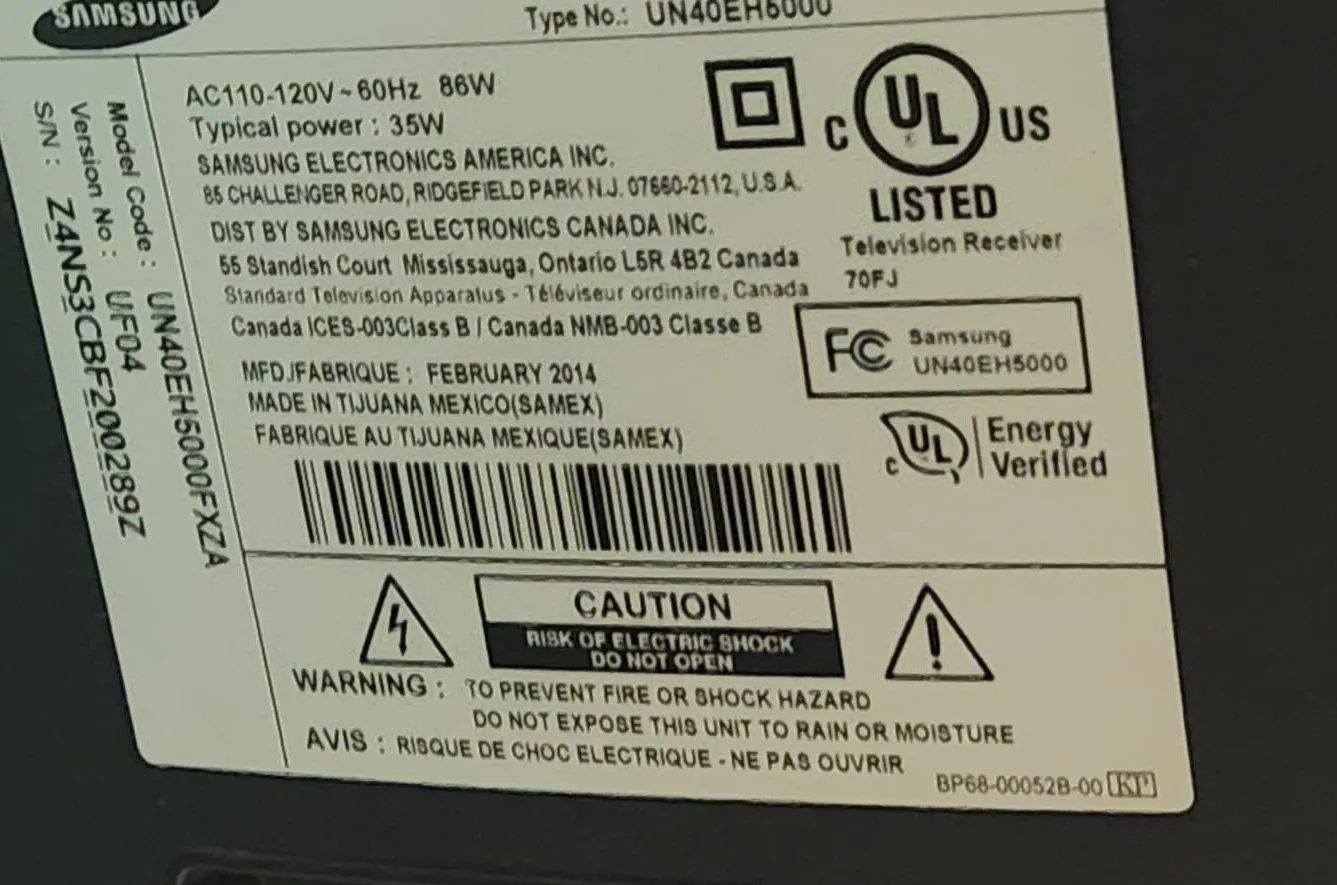 SAMSUNG
Type No.: UN40EH5000
Model Code : UN40EH5000FXZA
Version No : UF04
S/N : Z4NS3CBF200289Z
AC110-120V ~ 60Hz 86W
Typical power : 35W
SAMSUNG ELECTRONICS AMERICA INC.
85 CHALLENGER ROAD, RIDGEFIELD PARK N.J. 07660-2112, U.S.A.
DIST BY SAMSUNG ELECTRONICS CANADA INC.
55 Standish Court Mississauga, Ontario L5R 4B2 Canada
Standard Television Apparatus - Téléviseur ordinaire, Canada
Canada ICES-003Class B / Canada NMB-003 Classe B
MFD./FABRIQUE : FEBRUARY 2014
MADE IN TIJUANA MEXICO(SAMEX)
FABRIQUE AU TIJUANA MEXIQUE(SAMEX)
C UL US
LISTED
Television Receiver
70FJ
FC Samsung
UN40EH5000
c UL Energy
Verified
CAUTION
RISK OF ELECTRIC SHOCK
DO NOT OPEN
WARNING : TO PREVENT FIRE OR SHOCK HAZARD
DO NOT EXPOSE THIS UNIT TO RAIN OR MOISTURE
AVIS : RISQUE DE CHOC ELECTRIQUE - NE PAS OUVRIR
BP68-00052B-00 KP